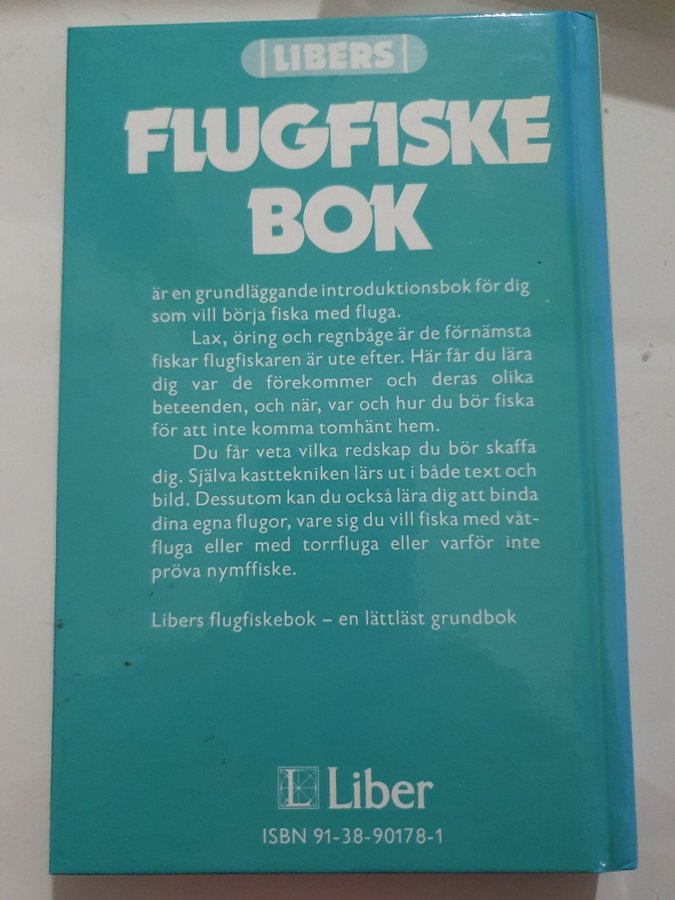 LIBERS
FLUGFISKE
BOK
är en grundläggande introduktionsbok för dig
som vill börja fiska med fluga.
Lax, öring och regnbåge är de förnämsta
fiskar flugfiskaren är ute efter. Här får du lära
dig var de förekommer och deras olika
beteenden, och när, var och hur du bör fiska
för att inte komma tomhänt hem.
Du får veta vilka redskap du bör skaffa
dig. Själva kasttekniken lärs ut i både text och
bild. Dessutom kan du också lära dig att binda
dina egna flugor, vare sig du vill fiska med våt-
fluga eller med torrfluga eller varför inte
pröva nymffiske.
Libers flugfiskebok – en lättläst grundbok
L Liber
ISBN 91-38-90178-1